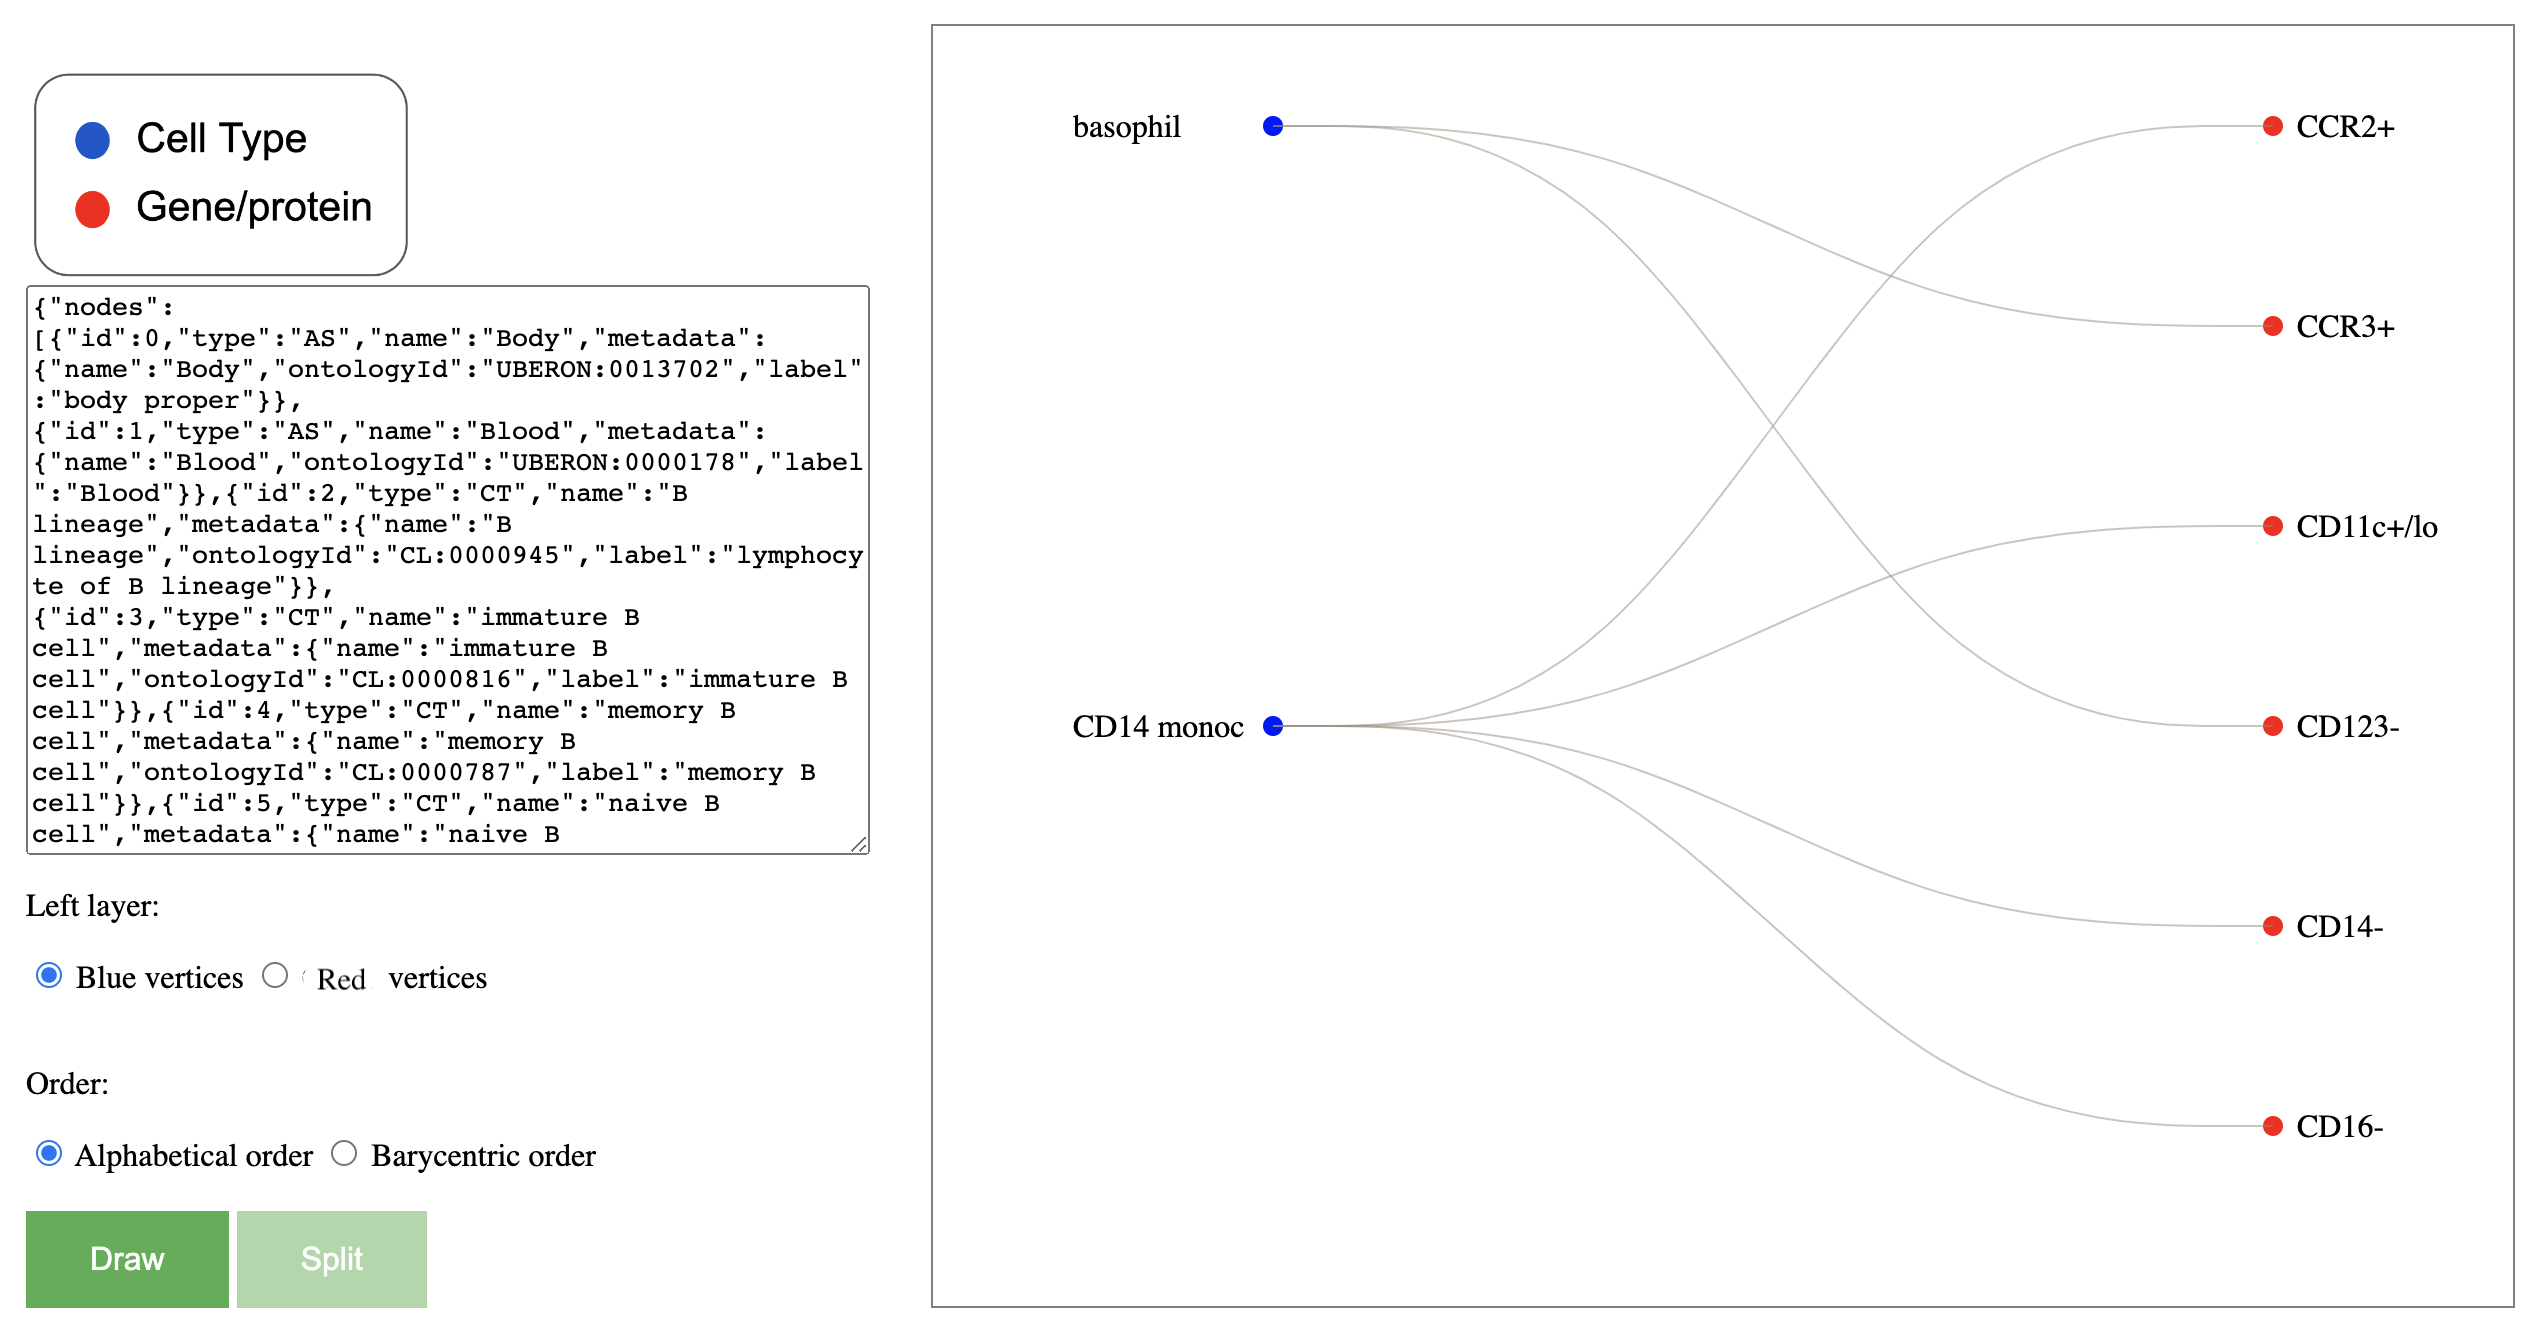 Cell Type
Gene/protein
{"nodes":
[{"id":0,"type":"AS","name":"Body","metadata":
{"name":"Body","ontologyId":"UBERON:0013702","label"
:"body proper"}},
{"id":1,"type":"AS","name":"Blood","metadata":
{"name":"Blood","ontologyId":"UBERON:0000178","label
":"Blood"}},{"id":2,"type":"CT","name":"B
lineage","metadata":{"name":"B
lineage","ontologyId":"CL:0000945","label":"lymphocy
te of B lineage"}},
{"id":3,"type":"CT","name":"immature B
cell","metadata":{"name":"immature B
cell","ontologyId":"CL:0000816","label":"immature B
cell"}},{"id":4,"type":"CT","name":"memory B
cell","metadata":{"name":"memory B
cell","ontologyId":"CL:0000787","label":"memory B
cell"}},{"id":5,"type":"CT","name":"naive B
cell","metadata":{"name":"naive B
Left layer:
Blue vertices Red vertices
Order:
Alphabetical order Barycentric order
Draw Split
basophil
CD14 monoc
CCR2+
CCR3+
CD11c+/lo
CD123-
CD14-
CD16-